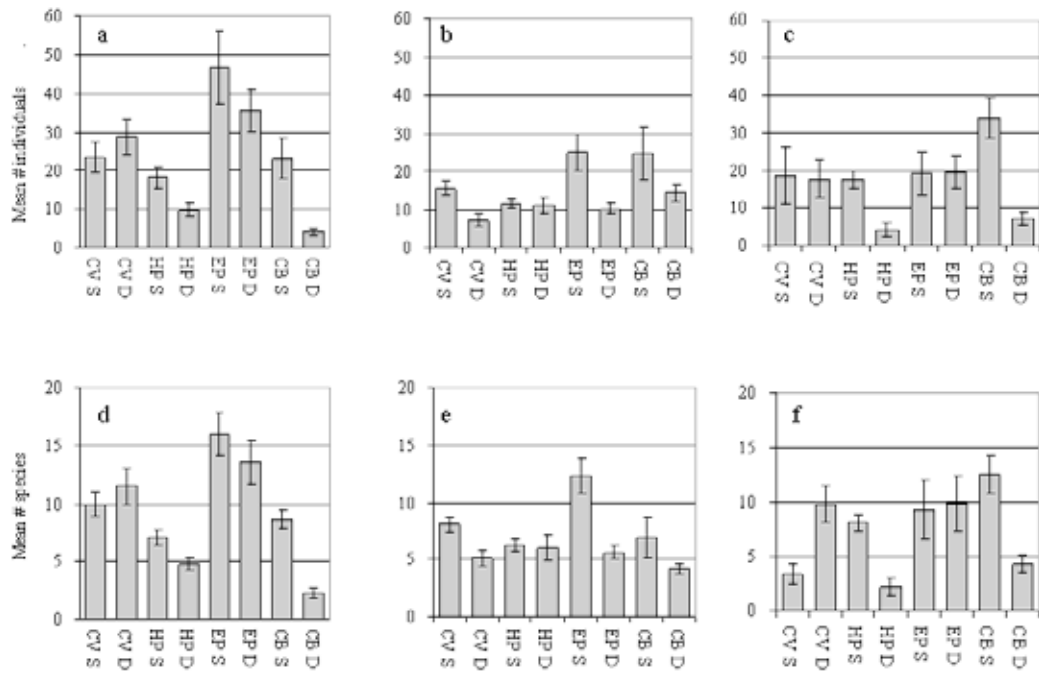 a
b
c
Mean # individuals
60
50
40
30
20
10
0
60
50
40
30
20
10
0
60
50
40
30
20
10
0
CV S
CV D
HP S
HP D
EP S
EP D
CB S
CB D
CV S
CV D
HP S
HP D
EP S
EP D
CB S
CB D
CV S
CV D
HP S
HP D
EP S
EP D
CB S
CB D
d
e
f
Mean # species
20
15
10
5
0
20
15
10
5
0
20
15
10
5
0
CV S
CV D
HP S
HP D
EP S
EP D
CB S
CB D
CV S
CV D
HP S
HP D
EP S
EP D
CB S
CB D
CV S
CV D
HP S
HP D
EP S
EP D
CB S
CB D